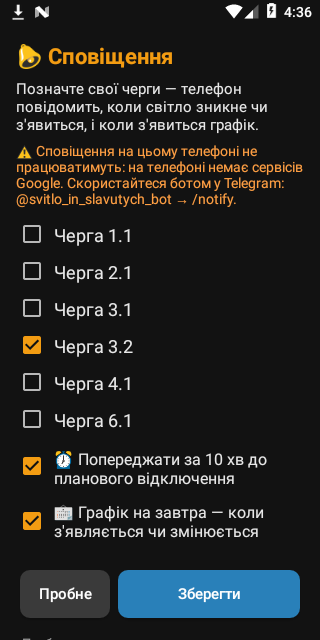 4:36
🔔 Сповіщення
Позначте свої черги — телефон
повідомить, коли світло зникне чи
з'явиться, і коли з'явиться графік.
⚠️ Сповіщення на цьому телефоні не
працюватимуть: на телефоні немає сервісів
Google. Скористайтеся ботом у Telegram:
@svitlo_in_slavutych_bot → /notify.
Черга 1.1
Черга 2.1
Черга 3.1
Черга 3.2
Черга 4.1
Черга 6.1
⏰ Попереджати за 10 хв до
планового відключення
📅 Графік на завтра — коли
з'являється чи змінюється
Пробне
Зберегти